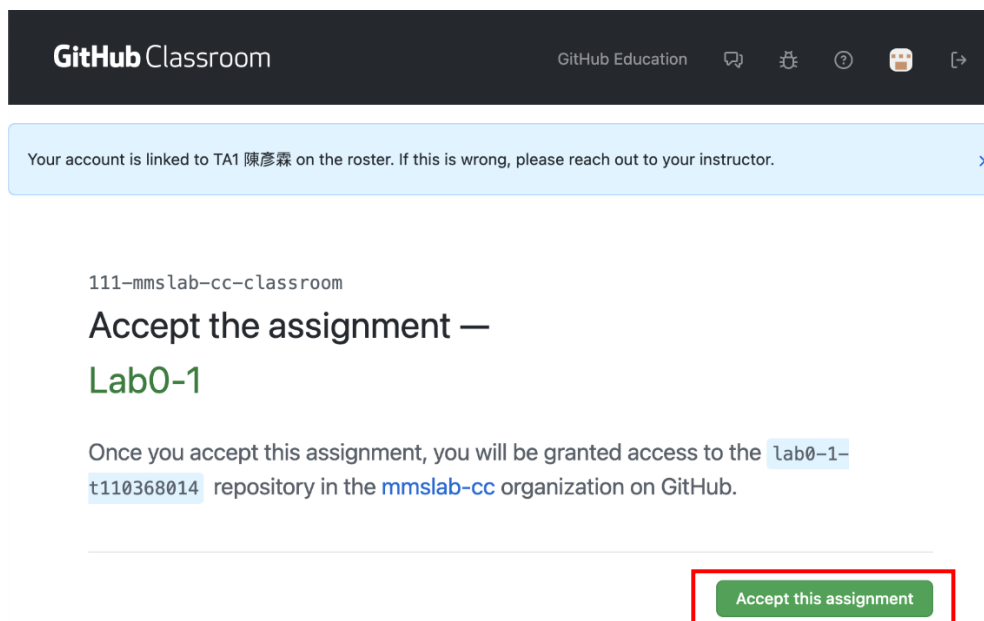 GitHub Classroom
GitHub Education
Your account is linked to TA1 陳彥霖 on the roster. If this is wrong, please reach out to your instructor.
111-mmslab-cc-classroom
Accept the assignment —
Lab0-1
Once you accept this assignment, you will be granted access to the lab0-1-
t110368014 repository in the mmslab-cc organization on GitHub.
Accept this assignment